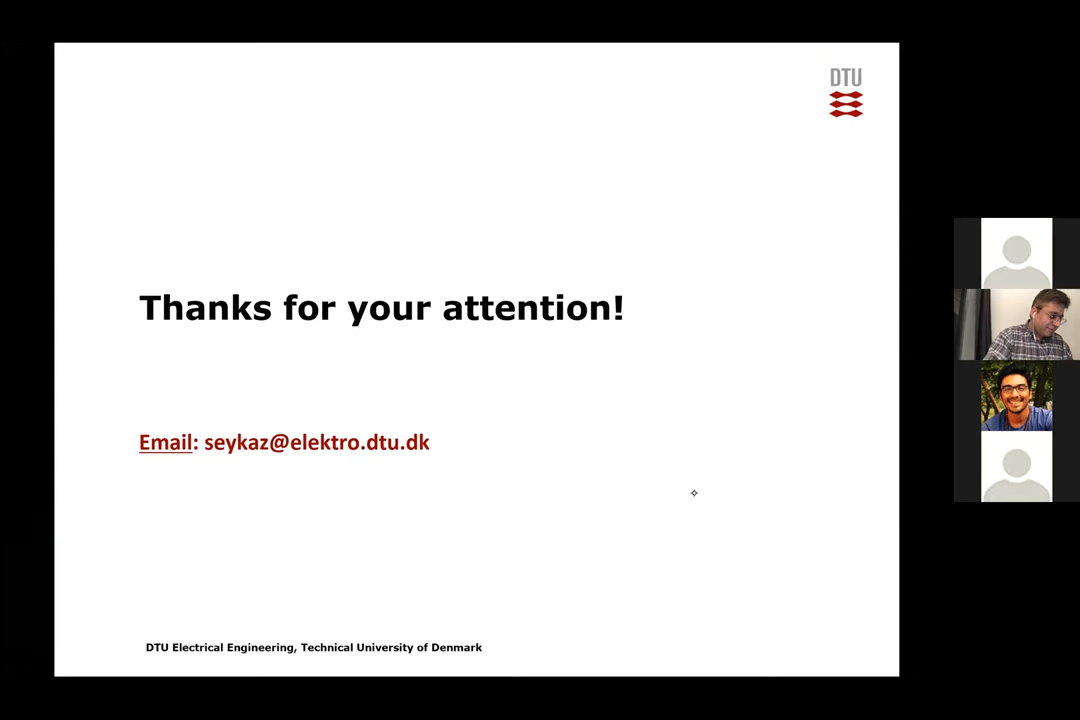 DTU
Thanks for your attention!
Email: seykaz@elektro.dtu.dk
DTU Electrical Engineering, Technical University of Denmark